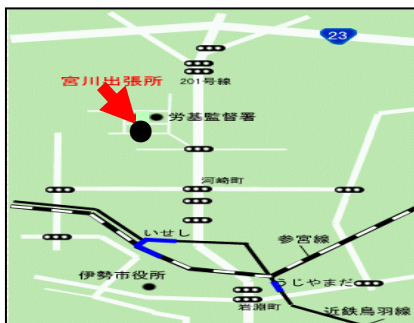 23
宮川出張所
201号線
労基監督署
河崎町
いせし
参宮線
うじやまだ
伊勢市役所
岩淵町
近鉄鳥羽線